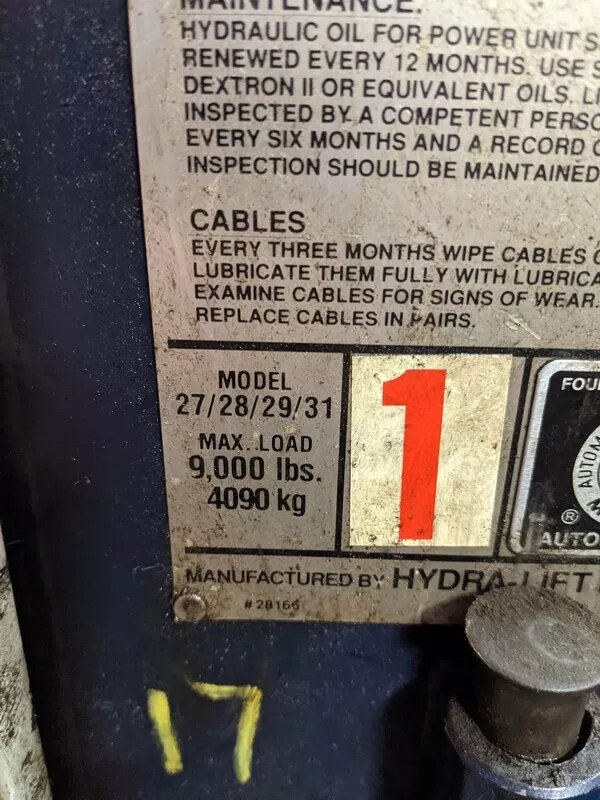 MAINTENANCE.
HYDRAULIC OIL FOR POWER UNIT
RENEWED EVERY 12 MONTHS. USE
DEXTRON II OR EQUIVALENT OILS.
INSPECTED BY A COMPETENT
EVERY SIX MONTHS AND A RECORD
INSPECTION SHOULD BE MAINTAINED
CABLES
EVERY THREE MONTHS WIPE CABLES
LUBRICATE THEM FULLY WITH
EXAMINE CABLES FOR SIGNS OF WEAR.
REPLACE CABLES IN PAIRS.
MODEL
27/28/29/31
MAX. LOAD
9,000 lbs.
4090 kg
1
®
MANUFACTURED BY HYDRA-LIFT
#28166
17